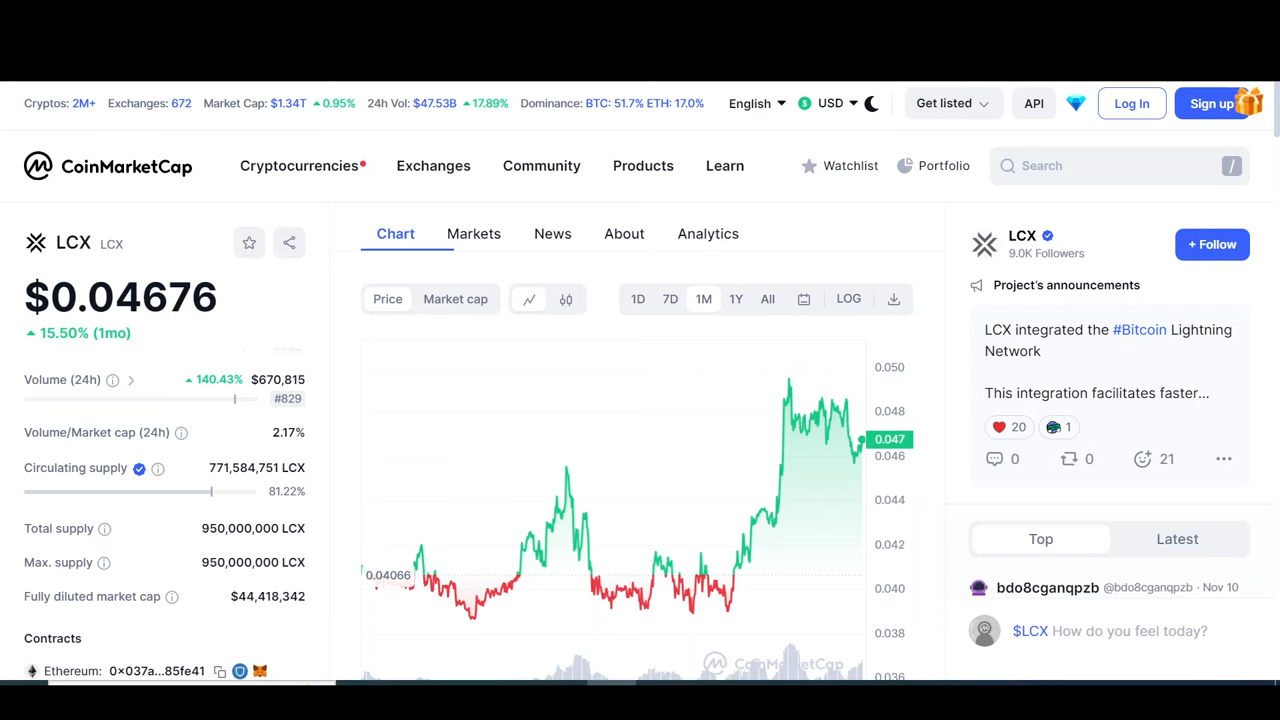 Cryptos: 2M+ Exchanges: 672 Market Cap: $1.34T 0.95% 24h Vol: $47.53B 17.89% Dominance: BTC: 51.7% ETH: 17.0% English USD Get listed API Log In Sign up
CoinMarketCap Cryptocurrencies Exchanges Community Products Learn Watchlist Portfolio Search /
LCX LCX
$0.04676
15.50% (1mo)
Volume (24h) 140.43% $670,815
#829
Volume/Market cap (24h) 2.17%
Circulating supply 771,584,751 LCX
81.22%
Total supply 950,000,000 LCX
Max. supply 950,000,000 LCX
Fully diluted market cap $44,418,342
Contracts
Ethereum: 0x037a...85fe41
Chart Markets News About Analytics
Price Market cap 1D 7D 1M 1Y All LOG
0.050
0.048
0.047
0.046
0.044
0.042
0.04066
0.040
0.038
0.036
CoinMarketCap
LCX
9.0K Followers
+ Follow
Project's announcements
LCX integrated the #Bitcoin Lightning
Network
This integration facilitates faster...
20 1
0 0 21
Top Latest
bdo8cganqpzb @bdo8cganqpzb · Nov 10
$LCX How do you feel today?